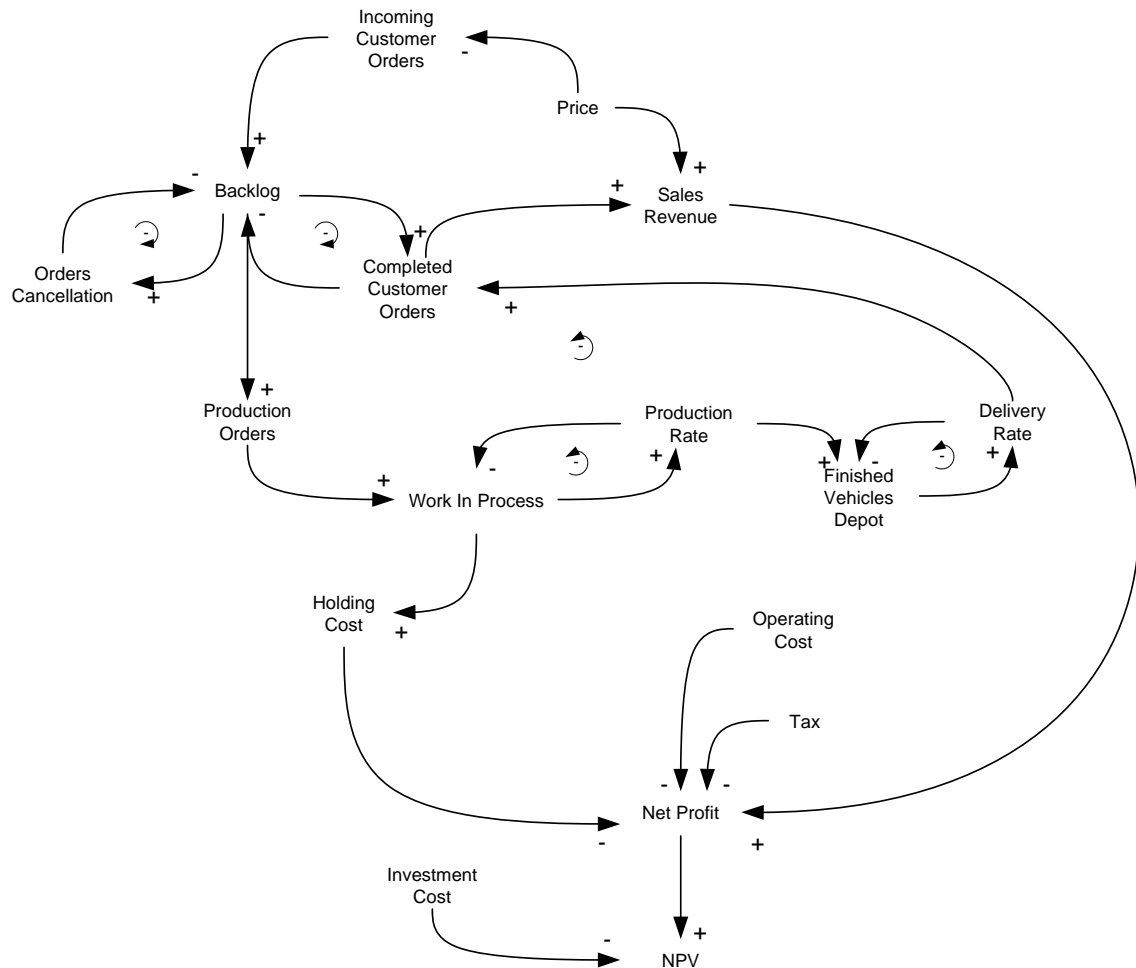 Incoming
Customer
Orders
-
Price
+
+
-
Backlog
-
+
Sales
Revenue
+
-
-
Orders
Cancellation
+
Completed
Customer
Orders
+
-
+
Production
Orders
Production
Rate
Delivery
Rate
+
-
-
+
+
-
-
+
Finished
Vehicles
Depot
Work In Process
Holding
Cost
+
Operating
Cost
Tax
-
-
Net Profit
-
+
Investment
Cost
-
+
NPV